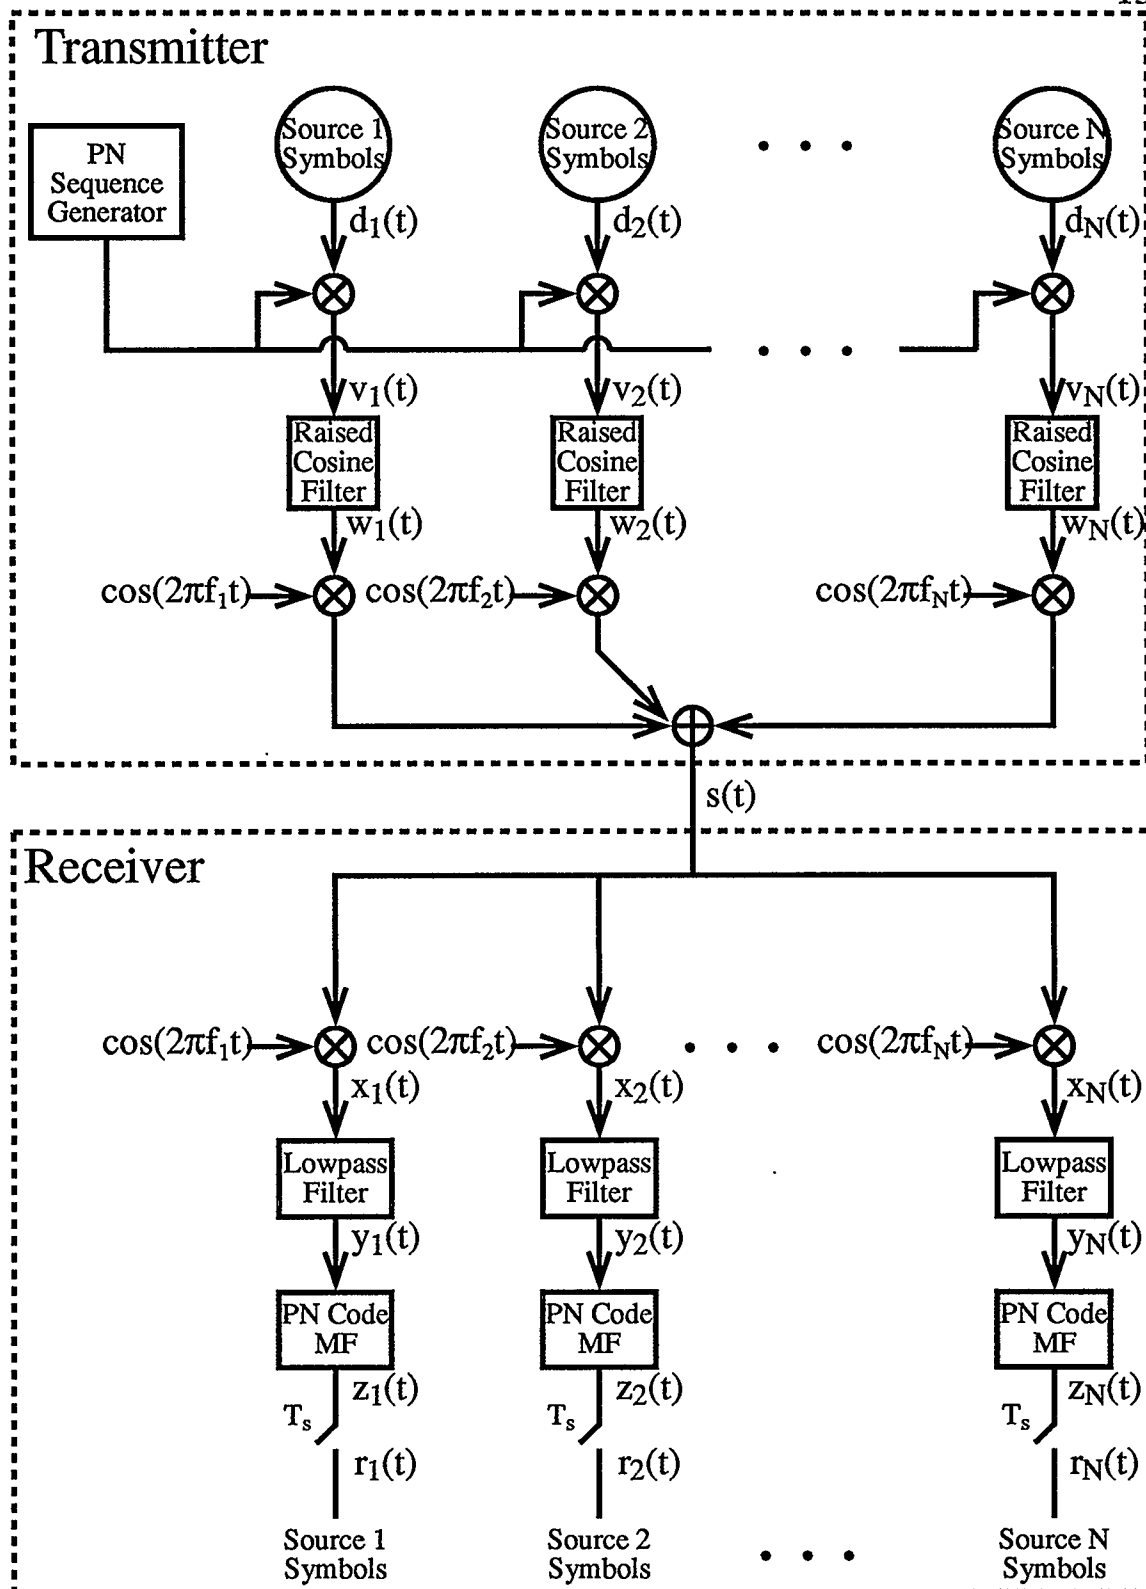 Transmitter
PN
Sequence
Generator
Source 1
Symbols
Source 2
Symbols
. . .
Source N
Symbols
d1(t)
d2(t)
dN(t)
. . .
v1(t)
v2(t)
vN(t)
Raised
Cosine
Filter
Raised
Cosine
Filter
Raised
Cosine
Filter
w1(t)
w2(t)
wN(t)
cos(2πf1t)
cos(2πf2t)
cos(2πfNt)
s(t)
Receiver
cos(2πf1t)
cos(2πf2t)
. . .
cos(2πfNt)
x1(t)
x2(t)
xN(t)
Lowpass
Filter
Lowpass
Filter
Lowpass
Filter
y1(t)
y2(t)
yN(t)
PN Code
MF
PN Code
MF
PN Code
MF
z1(t)
z2(t)
zN(t)
Ts
Ts
Ts
r1(t)
r2(t)
rN(t)
Source 1
Symbols
Source 2
Symbols
. . .
Source N
Symbols